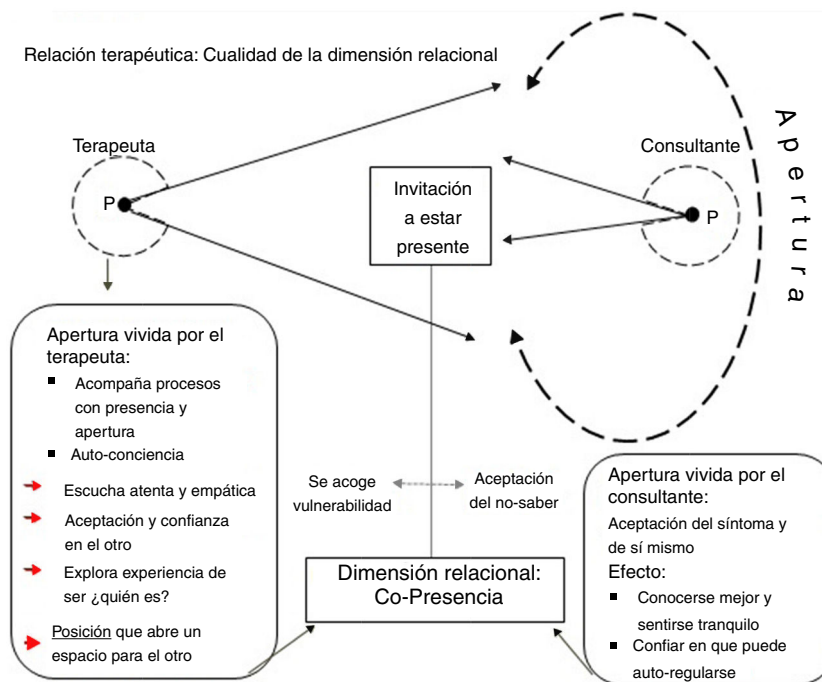 Relación terapéutica: Cualidad de la dimensión relacional
Apertura
Terapeuta
P
Invitación
a estar
presente
Consultante
P
Apertura vivida por el
terapeuta:
Acompaña procesos
con presencia y
apertura
Auto-conciencia
Escucha atenta y empática
Aceptación y confianza
en el otro
Explora experiencia de
ser ¿quién es?
Posición que abre un
espacio para el otro
Se acoge
vulnerabilidad
Aceptación
del no-saber
Dimensión relacional:
Co-Presencia
Apertura vivida por el
consultante:
Aceptación del síntoma y
de sí mismo
Efecto:
Conocerse mejor y
sentirse tranquilo
Confiar en que puede
auto-regularse